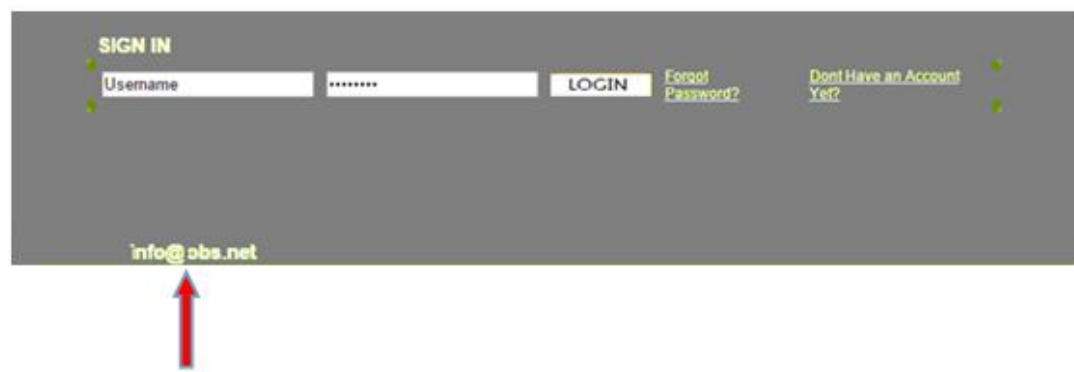 SIGN IN
Username •••••••• LOGIN Forgot Password? Dont Have an Account Yet?
info@obs.net